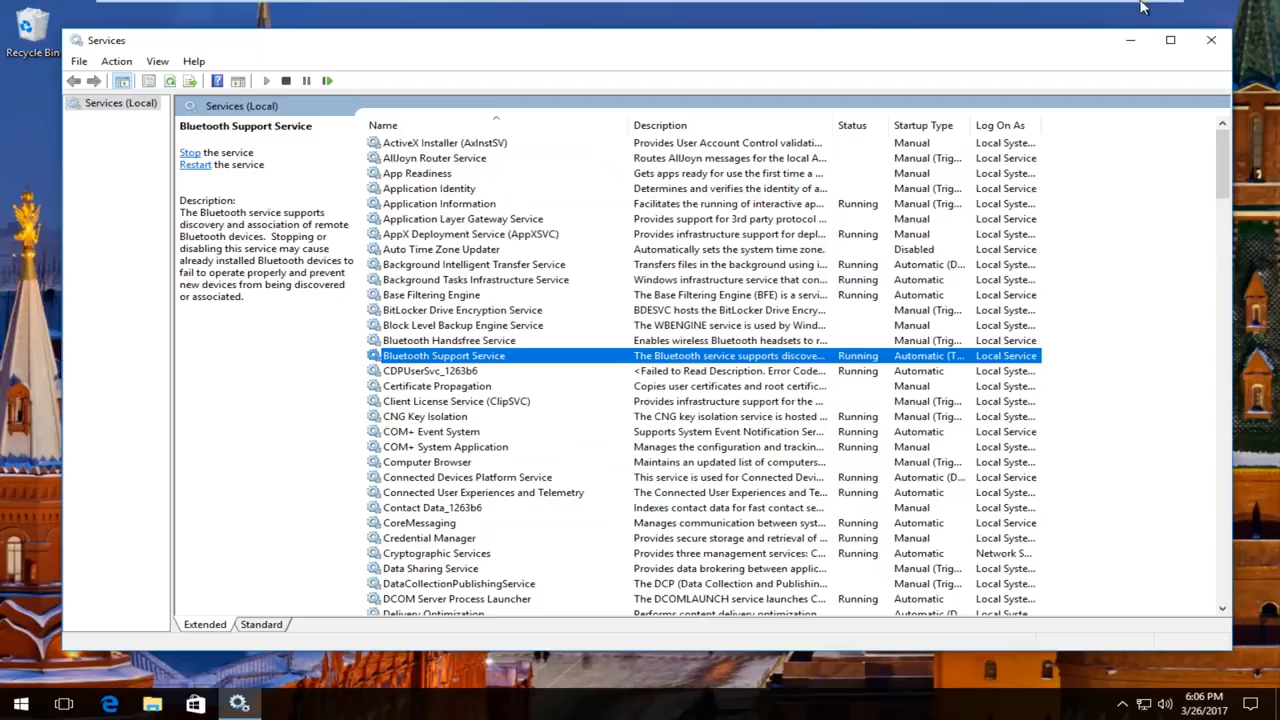 Recycle Bin
Services
File Action View Help
Services (Local)
Services (Local)
Bluetooth Support Service
Stop the service
Restart the service
Description:
The Bluetooth service supports
discovery and association of remote
Bluetooth devices. Stopping or
disabling this service may cause
already installed Bluetooth devices to
fail to operate properly and prevent
new devices from being discovered
or associated.
Name Description Status Startup Type Log On As
ActiveX Installer (AxInstSV) Provides User Account Control validati... Manual Local Syste...
AllJoyn Router Service Routes AllJoyn messages for the local A... Manual (Trig... Local Service
App Readiness Gets apps ready for use the first time a ... Manual Local Syste...
Application Identity Determines and verifies the identity of a... Manual (Trig... Local Service
Application Information Facilitates the running of interactive ap... Running Manual (Trig... Local Syste...
Application Layer Gateway Service Provides support for 3rd party protocol ... Manual Local Service
AppX Deployment Service (AppXSVC) Provides infrastructure support for depl... Running Manual Local Syste...
Auto Time Zone Updater Automatically sets the system time zone. Disabled Local Service
Background Intelligent Transfer Service Transfers files in the background using i... Running Automatic (D... Local Syste...
Background Tasks Infrastructure Service Windows infrastructure service that con... Running Automatic Local Syste...
Base Filtering Engine The Base Filtering Engine (BFE) is a servi... Running Automatic Local Service
BitLocker Drive Encryption Service BDESVC hosts the BitLocker Drive Encry... Manual (Trig... Local Syste...
Block Level Backup Engine Service The WBENGINE service is used by Wind... Manual Local Syste...
Bluetooth Handsfree Service Enables wireless Bluetooth headsets to r... Manual (Trig... Local Service
Bluetooth Support Service The Bluetooth service supports discove... Running Automatic (T... Local Service
CDPUserSvc_1263b6 <Failed to Read Description. Error Code... Running Automatic Local Syste...
Certificate Propagation Copies user certificates and root certific... Manual Local Syste...
Client License Service (ClipSVC) Provides infrastructure support for the ... Manual (Trig... Local Syste...
CNG Key Isolation The CNG key isolation service is hosted ... Running Manual (Trig... Local Syste...
COM+ Event System Supports System Event Notification Serv... Running Automatic Local Service
COM+ System Application Manages the configuration and trackin... Running Manual Local Syste...
Computer Browser Maintains an updated list of computers... Manual (Trig... Local Syste...
Connected Devices Platform Service This service is used for Connected Devi... Running Automatic (D... Local Service
Connected User Experiences and Telemetry The Connected User Experiences and Te... Running Automatic Local Syste...
Contact Data_1263b6 Indexes contact data for fast contact se... Manual Local Syste...
CoreMessaging Manages communication between syst... Running Automatic Local Service
Credential Manager Provides secure storage and retrieval of ... Running Manual Local Syste...
Cryptographic Services Provides three management services: C... Running Automatic Network S...
Data Sharing Service Provides data brokering between applic... Manual (Trig... Local Syste...
DataCollectionPublishingService The DCP (Data Collection and Publishin... Manual (Trig... Local Syste...
DCOM Server Process Launcher The DCOMLAUNCH service launches C... Running Automatic Local Syste...
Delivery Optimization Performs content delivery optimization ... Automatic (D... Local Syste...
Extended Standard
6:06 PM
3/26/2017